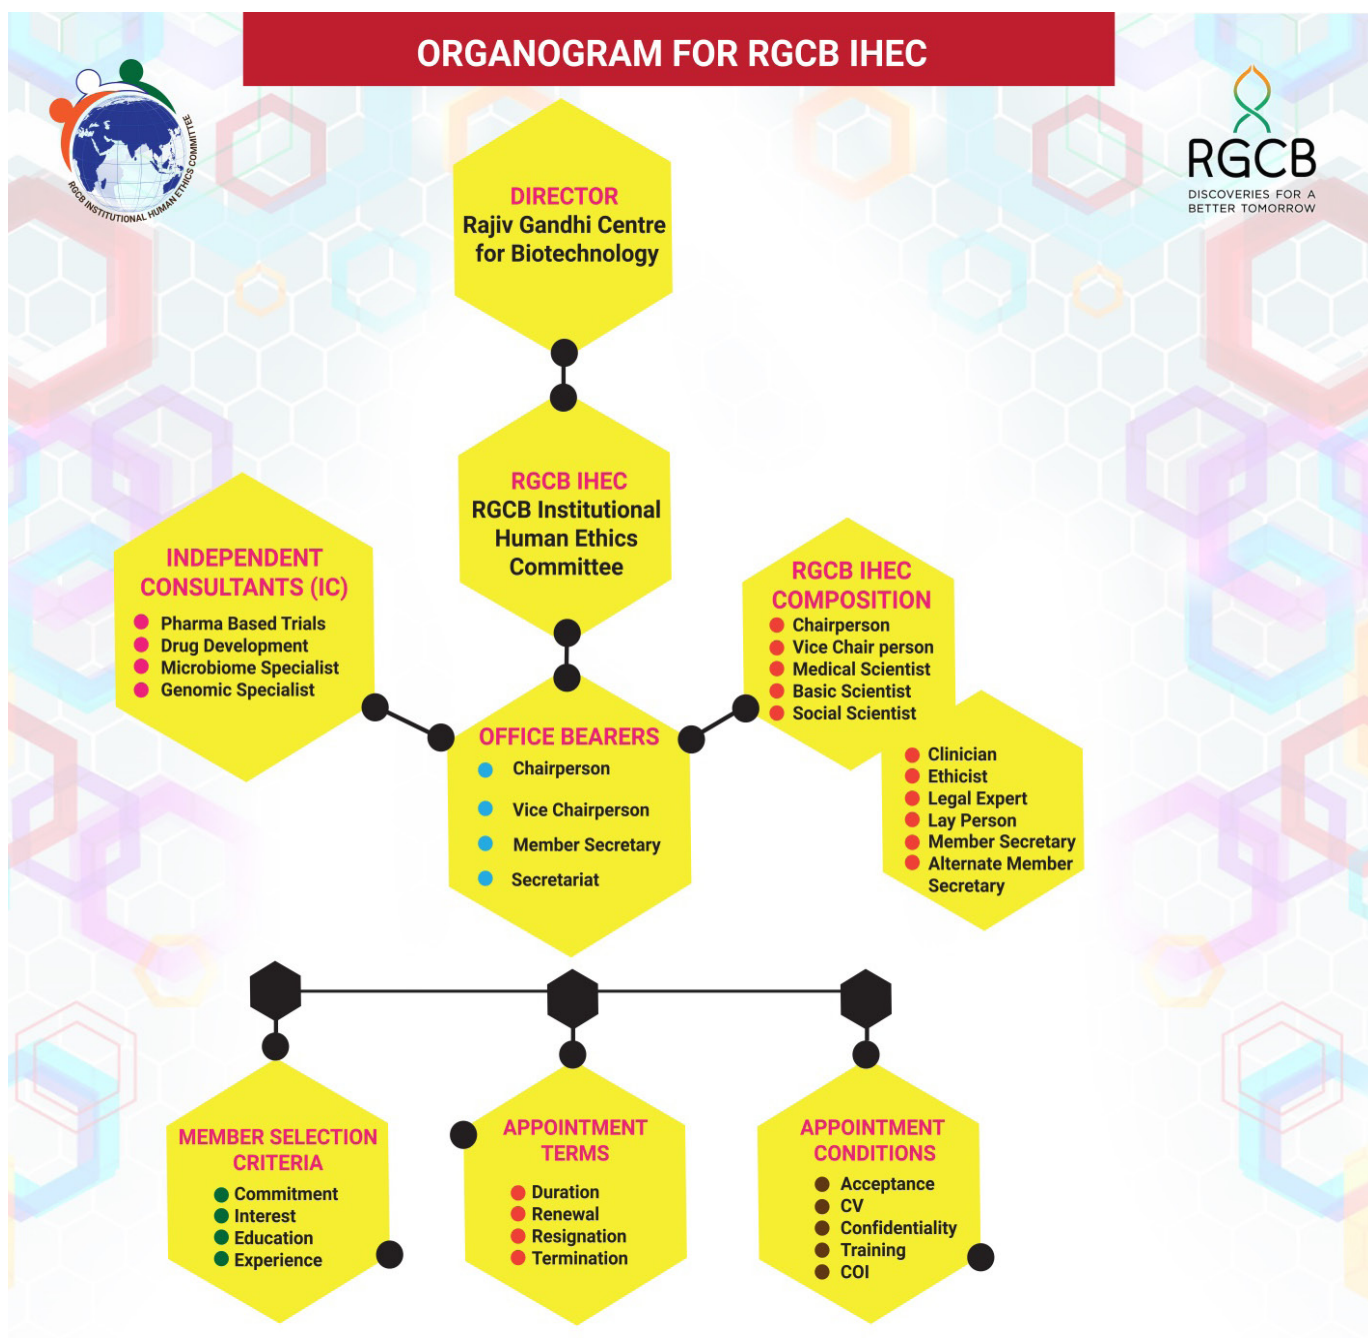 ORGANOGRAM FOR RGCB IHEC
RGCB INSTITUTIONAL HUMAN ETHICS COMMITTEE
RGCB
DISCOVERIES FOR A
BETTER TOMORROW
DIRECTOR
Rajiv Gandhi Centre
for Biotechnology
RGCB IHEC
RGCB Institutional
Human Ethics
Committee
INDEPENDENT
CONSULTANTS (IC)
Pharma Based Trials
Drug Development
Microbiome Specialist
Genomic Specialist
RGCB IHEC
COMPOSITION
Chairperson
Vice Chair person
Medical Scientist
Basic Scientist
Social Scientist
Clinician
Ethicist
Legal Expert
Lay Person
Member Secretary
Alternate Member
Secretary
OFFICE BEARERS
Chairperson
Vice Chairperson
Member Secretary
Secretariat
MEMBER SELECTION
CRITERIA
Commitment
Interest
Education
Experience
APPOINTMENT
TERMS
Duration
Renewal
Resignation
Termination
APPOINTMENT
CONDITIONS
Acceptance
CV
Confidentiality
Training
COI